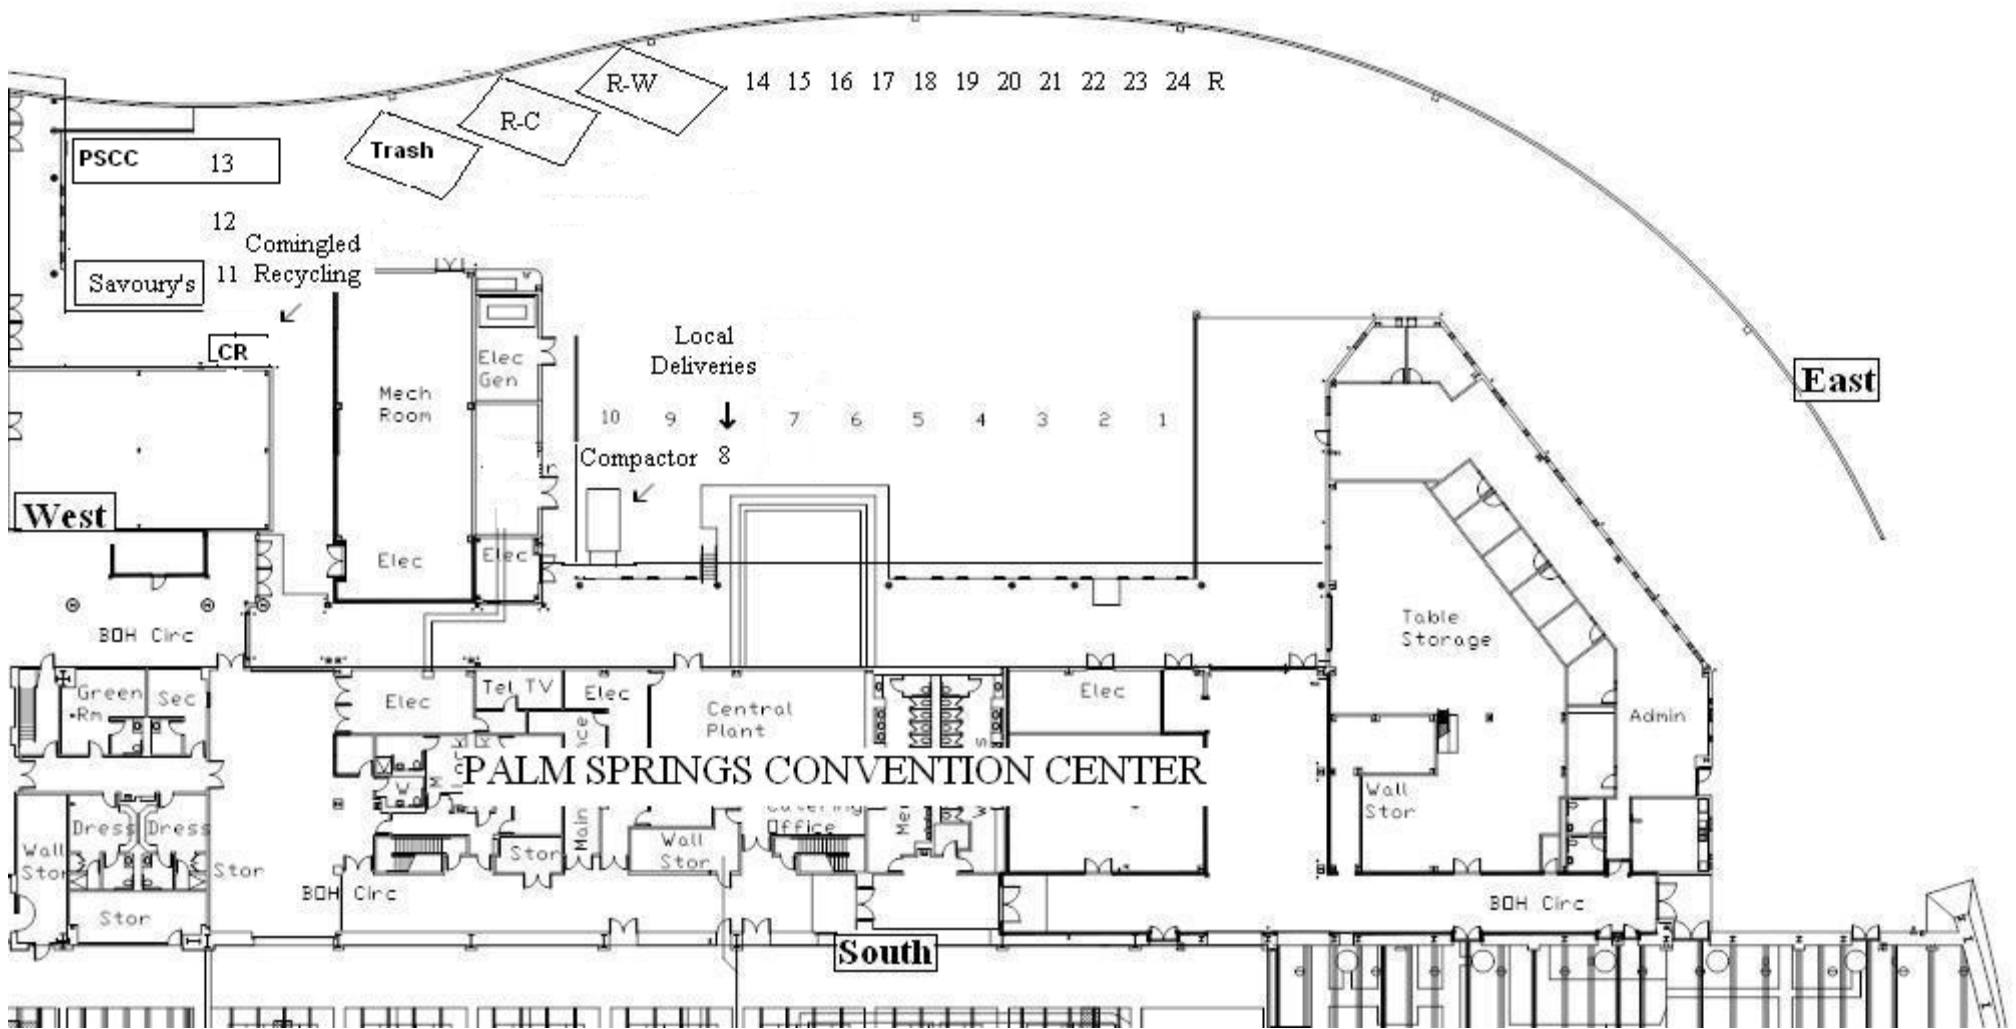 R-W
14 15 16 17 18 19 20 21 22 23 24 R
R-C
Trash
PSCC
13
12
Comingled
Recycling
Savoury's
11
CR
Local
Deliveries
Elec
Gen
Mech
Room
East
10 9 7 6 5 4 3 2 1
Compactor
8
West
Elec
Elec
BOH Circ
Table
Storage
Green
Rm
Sec
Elec
Tel TV
Elec
Central
Plant
Elec
Admin
PALM SPRINGS CONVENTION CENTER
M
W
Wall
Stor
Dress
Dress
Office
Wall
Stor
Stor
Stor
Wall
Stor
BOH Circ
Stor
BOH Circ
South